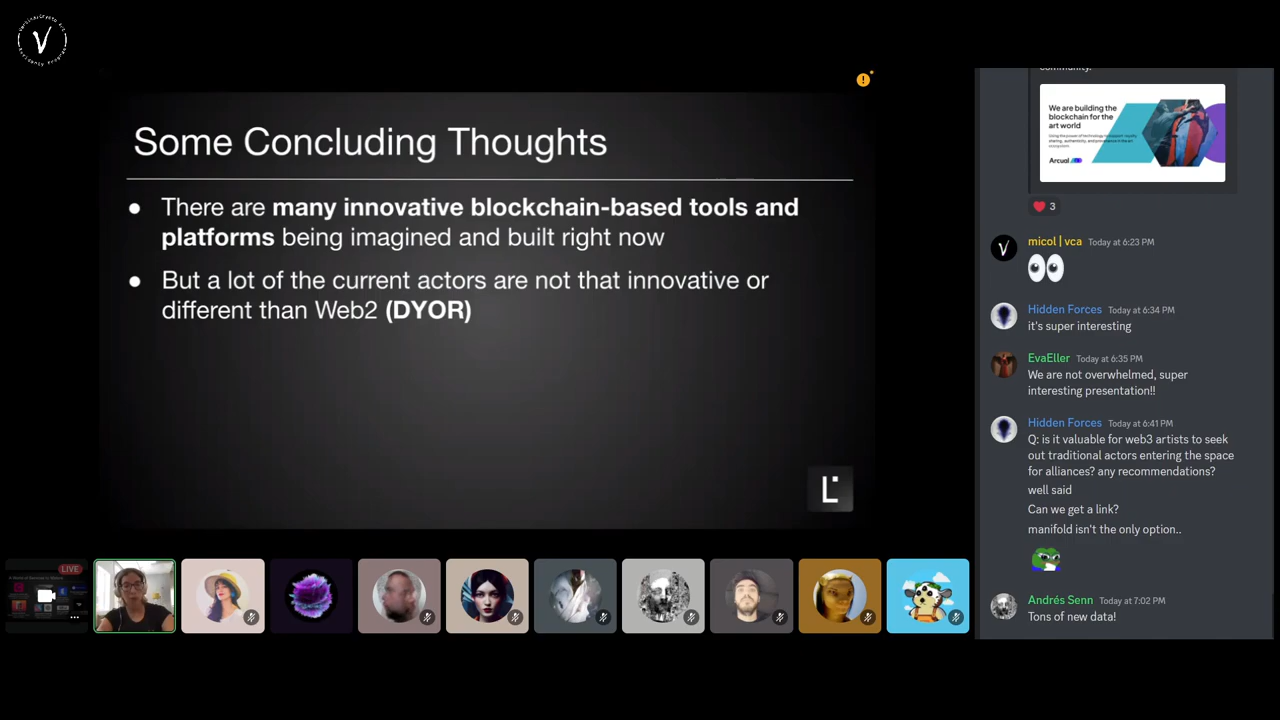 V
Some Concluding Thoughts
● There are many innovative blockchain-based tools and
platforms being imagined and built right now
● But a lot of the current actors are not that innovative or
different than Web2 (DYOR)
L
LIVE
community.
We are building the
blockchain for the
art world
Arcual
3
micol | vca Today at 6:23 PM
Hidden Forces Today at 6:34 PM
it's super interesting
EvaEller Today at 6:35 PM
We are not overwhelmed, super
interesting presentation!!
Hidden Forces Today at 6:41 PM
Q: is it valuable for web3 artists to seek
out traditional actors entering the space
for alliances? any recommendations?
well said
Can we get a link?
manifold isn't the only option..
Andrés Senn Today at 7:02 PM
Tons of new data!